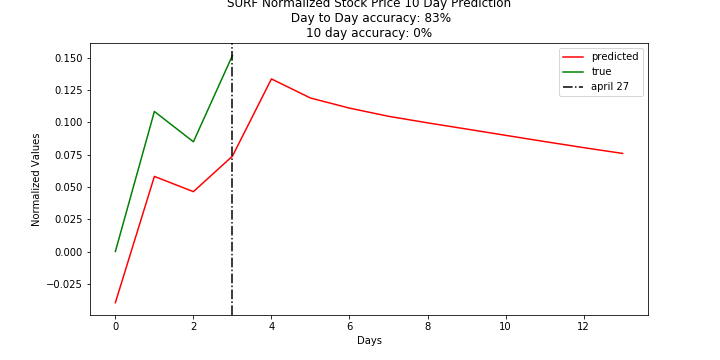 SURF Normalized Stock Price 10 Day Prediction
Day to Day accuracy: 83%
10 day accuracy: 0%
predicted
true
april 27
Normalized Values
0.150
0.125
0.100
0.075
0.050
0.025
0.000
−0.025
0 2 4 6 8 10 12
Days